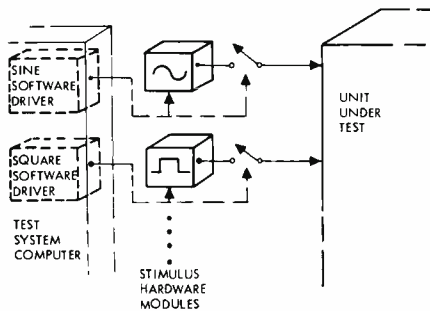 SINE
SOFTWARE
DRIVER
SQUARE
SOFTWARE
DRIVER
TEST
SYSTEM
COMPUTER
STIMULUS
HARDWARE
MODULES
UNIT
UNDER
TEST